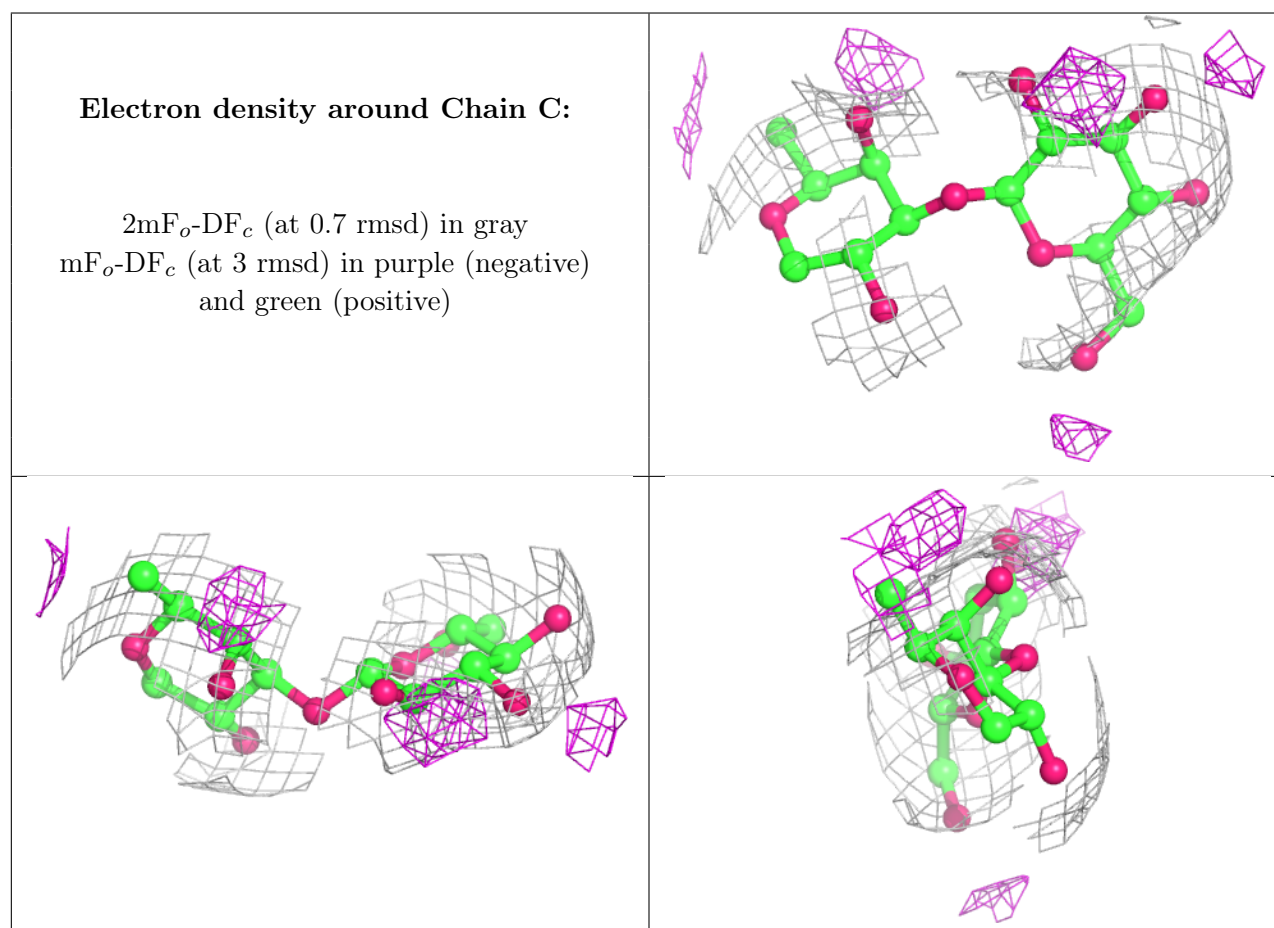 Electron density around Chain C:
2mFo-DFc (at 0.7 rmsd) in gray
mFo-DFc (at 3 rmsd) in purple (negative)
and green (positive)